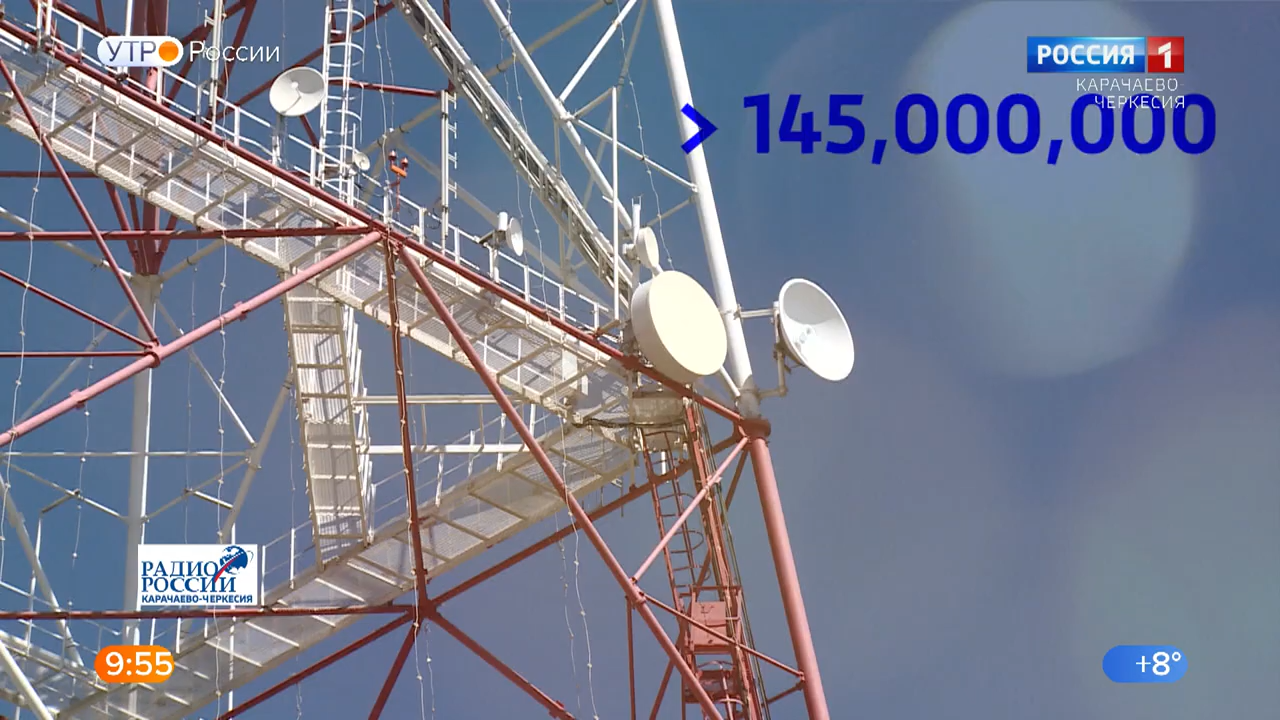 УТРО России
РОССИЯ 1
КАРАЧАЕВО
ЧЕРКЕСИЯ
> 145,000,000
РАДИО
РОССИИ
КАРАЧАЕВО-ЧЕРКЕСИЯ
9:55
+8°